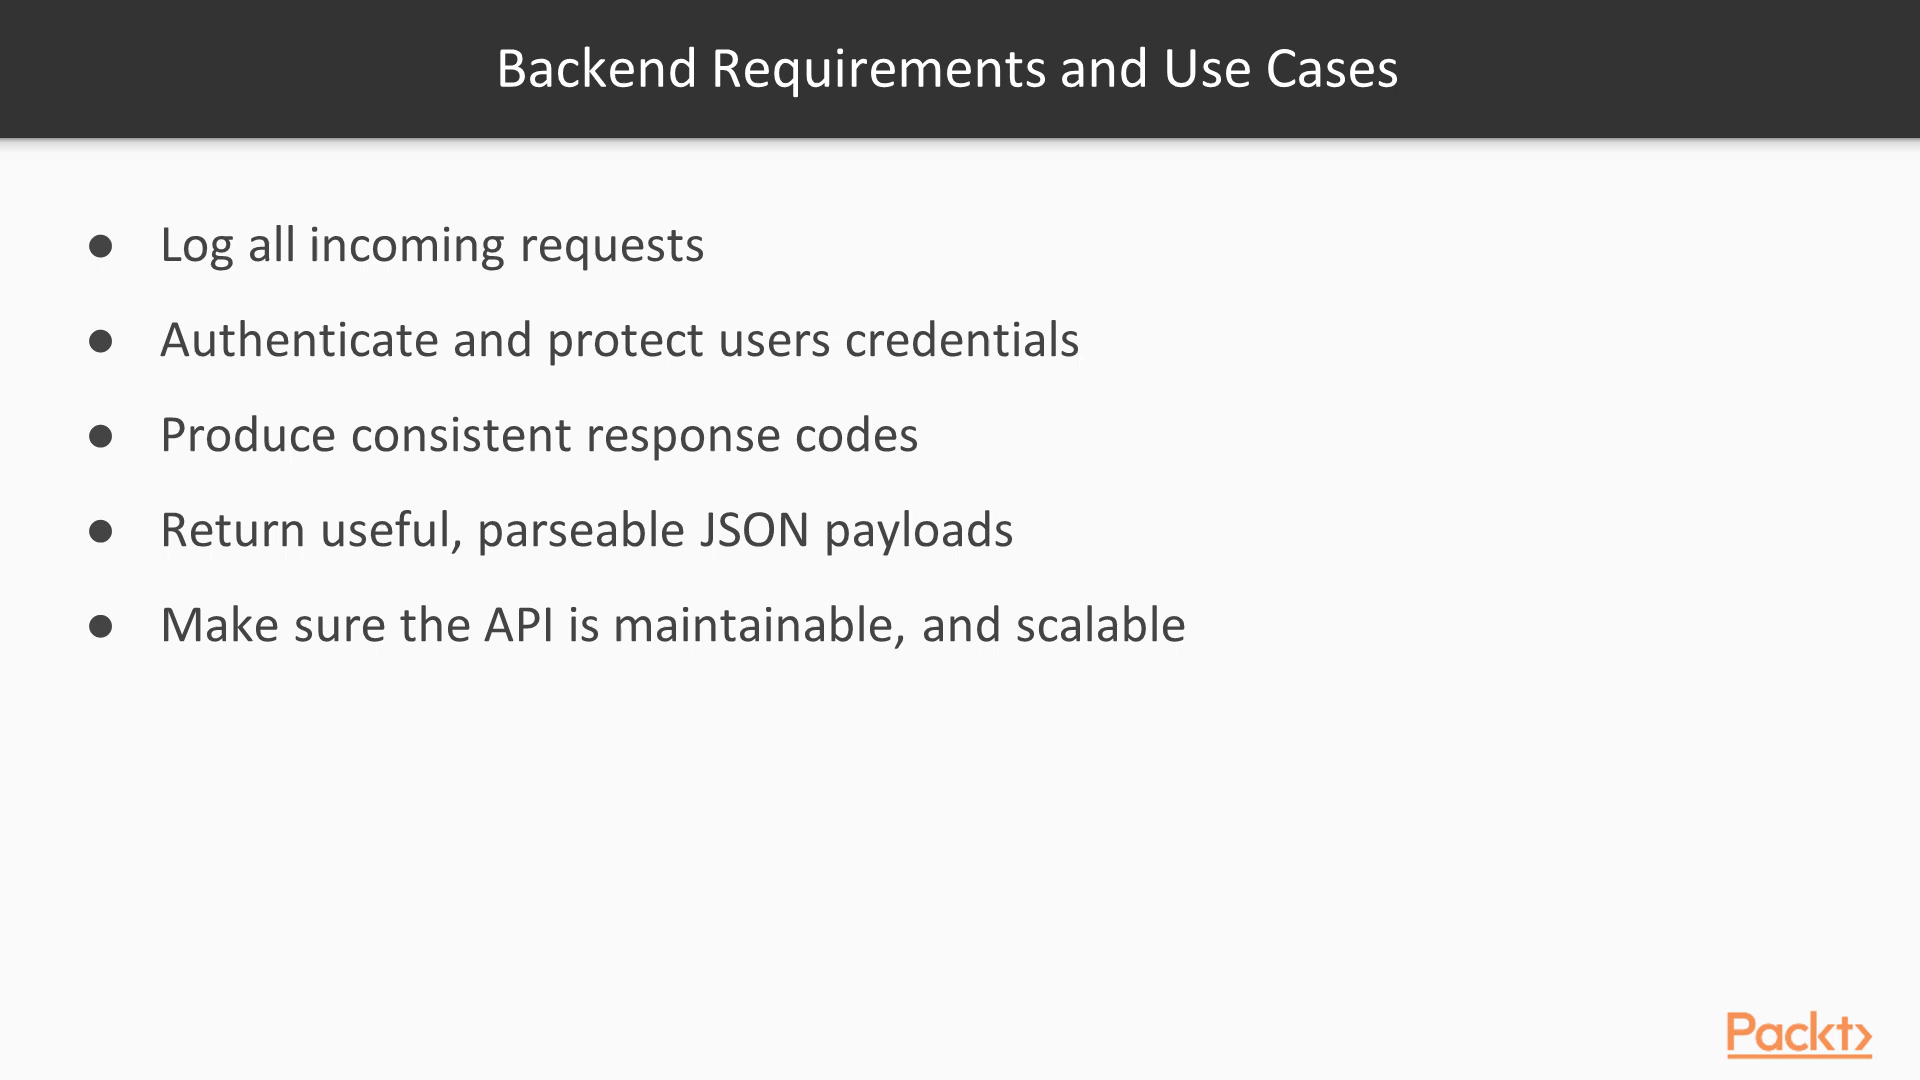 Backend Requirements and Use Cases
● Log all incoming requests
● Authenticate and protect users credentials
● Produce consistent response codes
● Return useful, parseable JSON payloads
● Make sure the API is maintainable, and scalable
Packt>